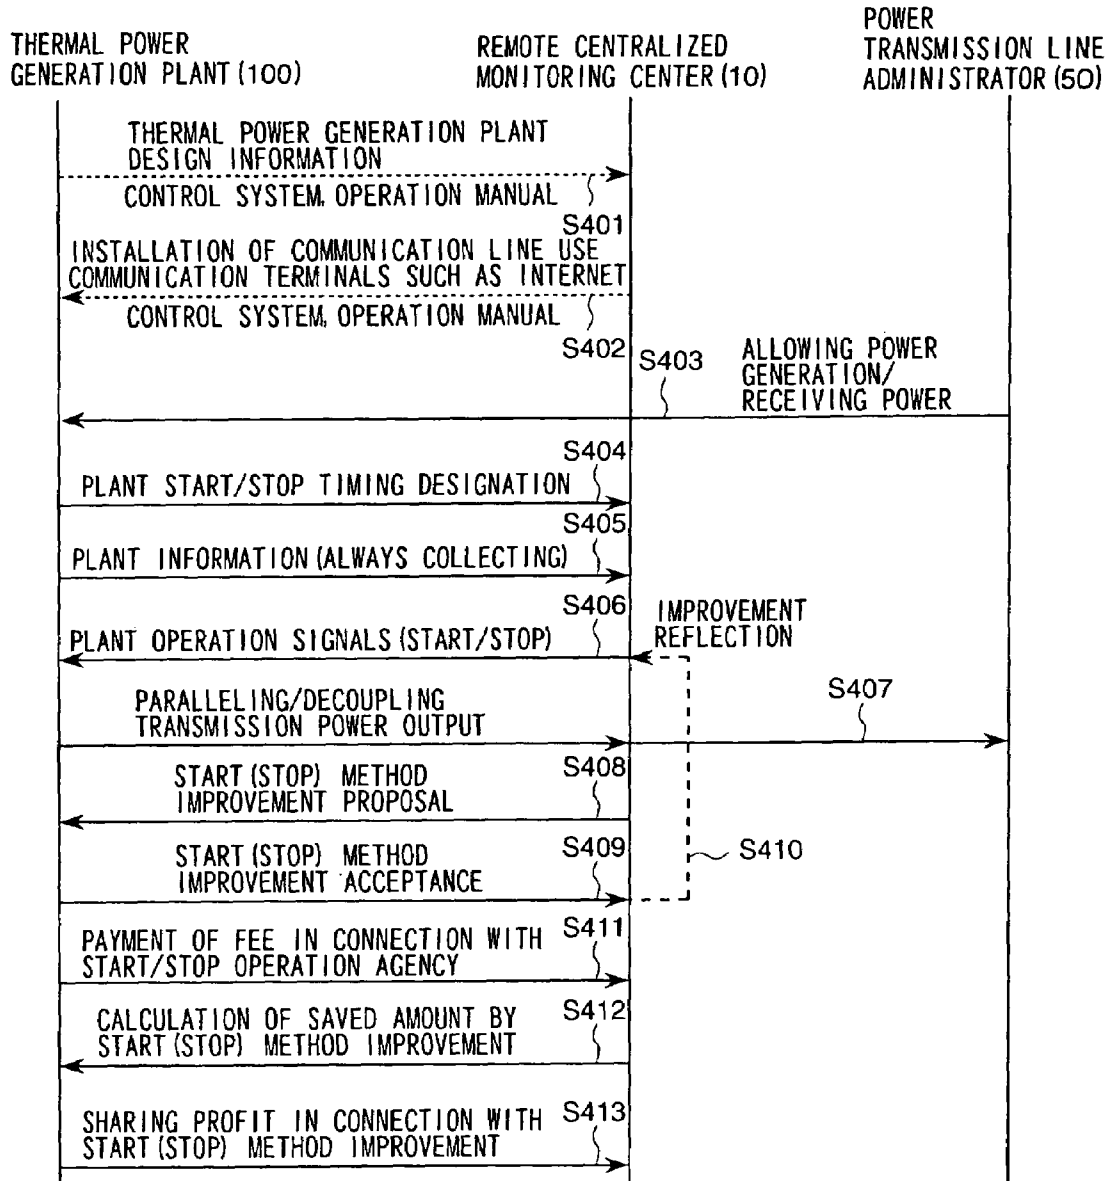 THERMAL POWER
GENERATION PLANT (100)
REMOTE CENTRALIZED
MONITORING CENTER (10)
POWER
TRANSMISSION LINE
ADMINISTRATOR (50)
THERMAL POWER GENERATION PLANT
DESIGN INFORMATION
CONTROL SYSTEM, OPERATION MANUAL
S401
INSTALLATION OF COMMUNICATION LINE USE
COMMUNICATION TERMINALS SUCH AS INTERNET
CONTROL SYSTEM, OPERATION MANUAL
S402
S403
ALLOWING POWER
GENERATION/
RECEIVING POWER
S404
PLANT START/STOP TIMING DESIGNATION
S405
PLANT INFORMATION (ALWAYS COLLECTING)
S406
PLANT OPERATION SIGNALS (START/STOP)
IMPROVEMENT
REFLECTION
PARALLELING/DECOUPLING
TRANSMISSION POWER OUTPUT
S407
START (STOP) METHOD
IMPROVEMENT PROPOSAL
S408
START (STOP) METHOD
IMPROVEMENT ACCEPTANCE
S409
S410
PAYMENT OF FEE IN CONNECTION WITH
START/STOP OPERATION AGENCY
S411
CALCULATION OF SAVED AMOUNT BY
START (STOP) METHOD IMPROVEMENT
S412
SHARING PROFIT IN CONNECTION WITH
START (STOP) METHOD IMPROVEMENT
S413